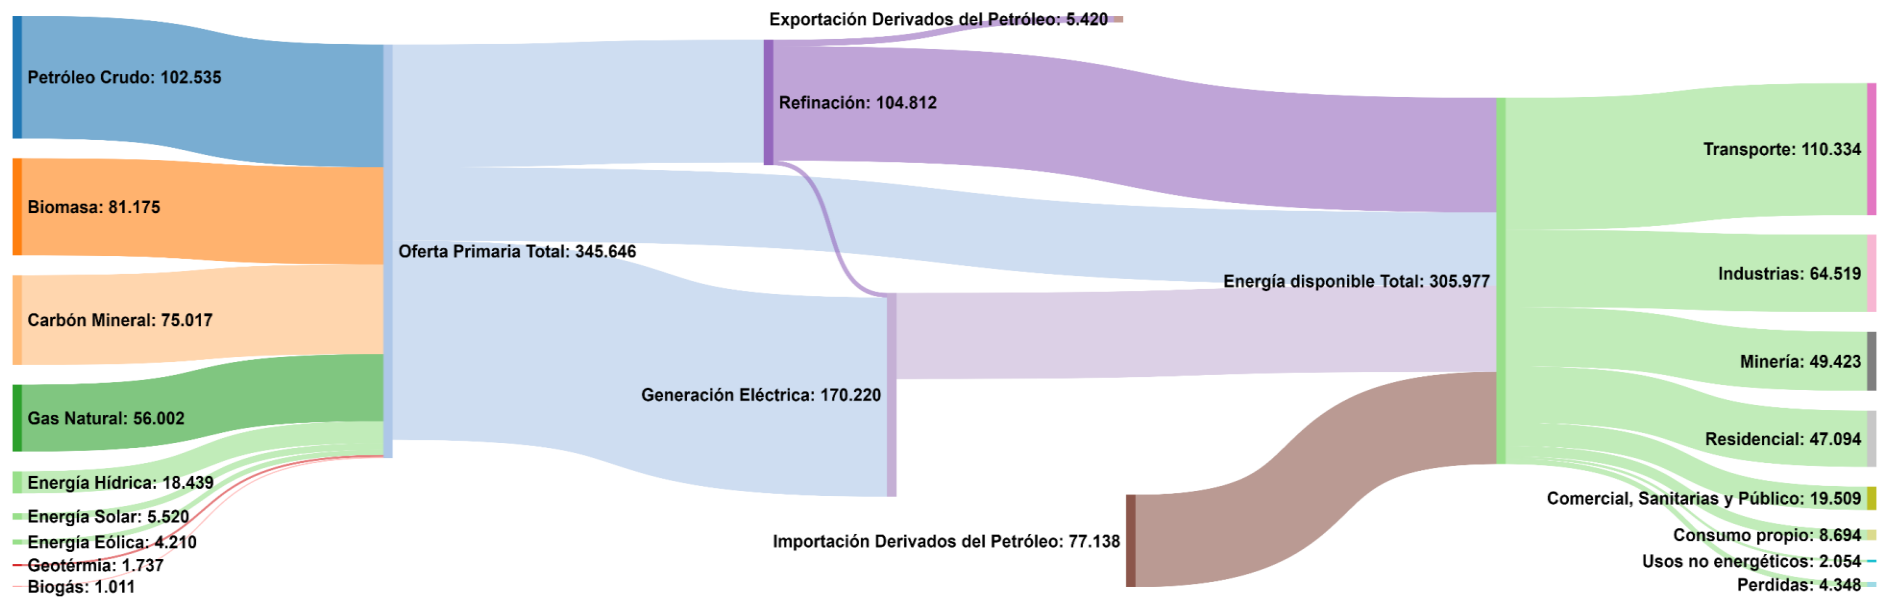 Exportación Derivados del Petróleo: 5.420
Petróleo Crudo: 102.535
Refinación: 104.812
Transporte: 110.334
Biomasa: 81.175
Oferta Primaria Total: 345.646
Energía disponible Total: 305.977
Industrias: 64.519
Carbón Mineral: 75.017
Minería: 49.423
Generación Eléctrica: 170.220
Gas Natural: 56.002
Residencial: 47.094
Energía Hídrica: 18.439
Comercial, Sanitarias y Público: 19.509
Energía Solar: 5.520
Consumo propio: 8.694
Energía Eólica: 4.210
Importación Derivados del Petróleo: 77.138
Geotérmia: 1.737
Usos no energéticos: 2.054
Biogás: 1.011
Perdidas: 4.348